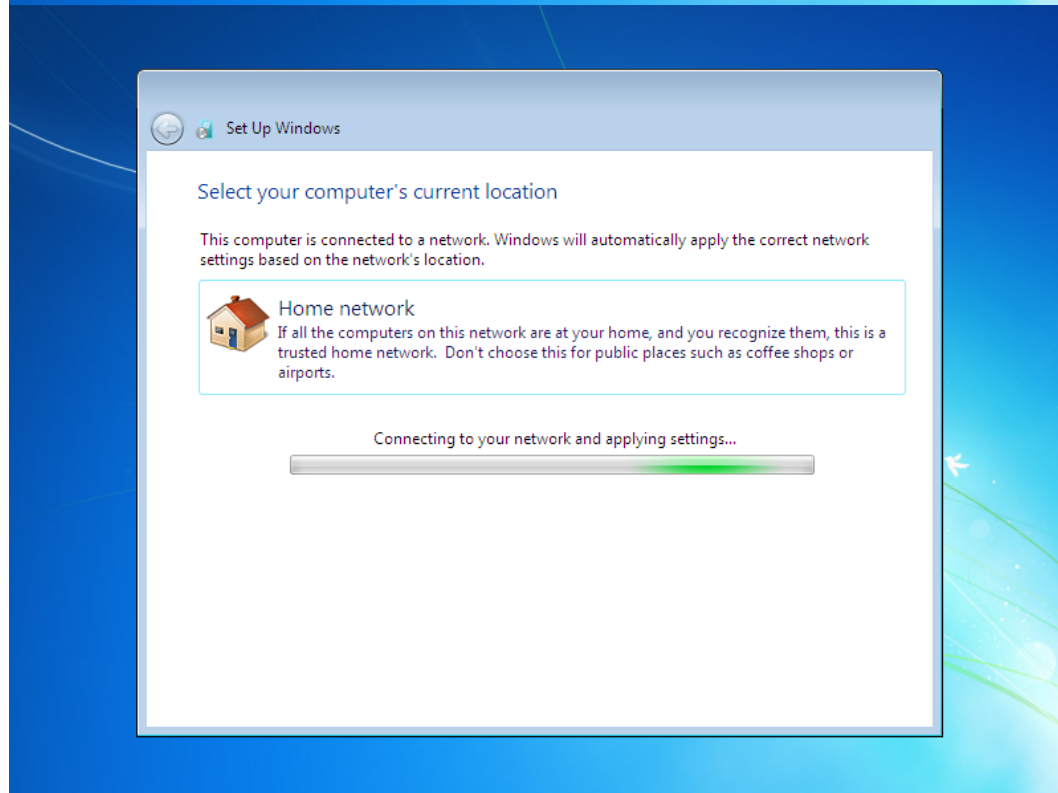 Set Up Windows
Select your computer's current location
This computer is connected to a network. Windows will automatically apply the correct network
settings based on the network's location.
Home network
If all the computers on this network are at your home, and you recognize them, this is a
trusted home network.  Don't choose this for public places such as coffee shops or
airports.
Connecting to your network and applying settings...